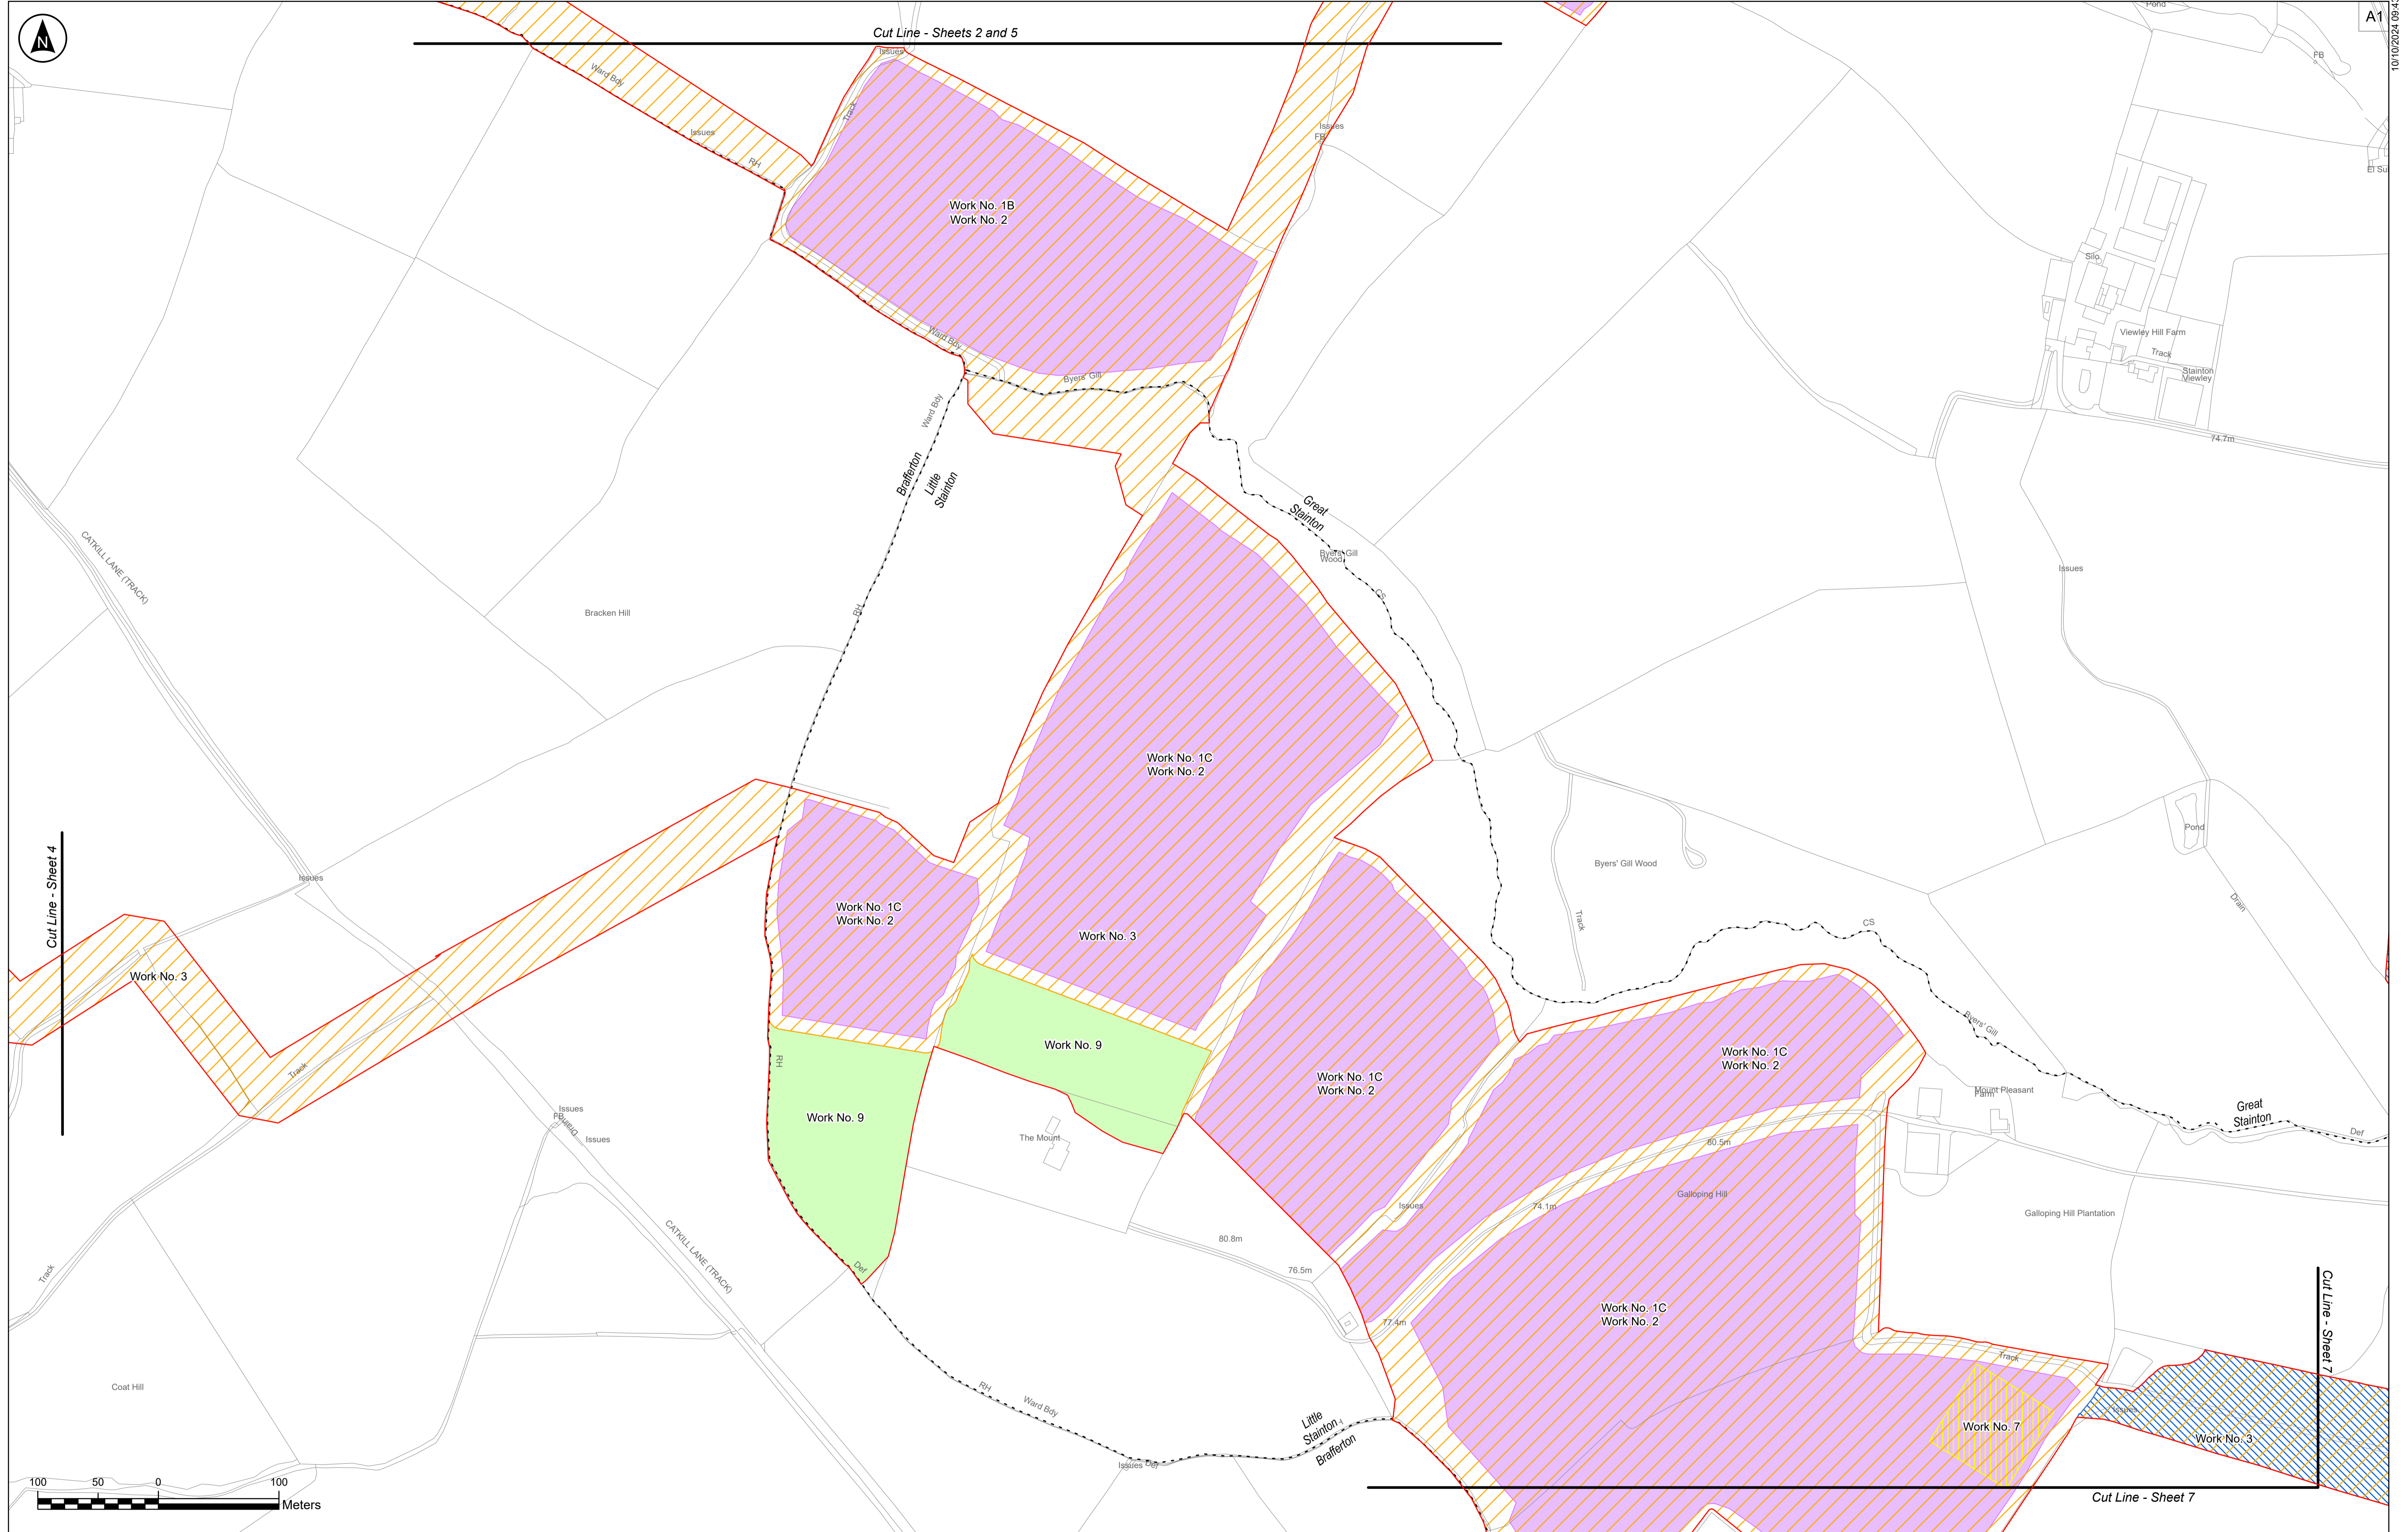 N
Cut Line - Sheets 2 and 5
A1
10/10/2024 09:43
Pond
FB
Issues
Ward Bdy
Issues
RH
Track
Issues
FB
Work No. 1B
Work No. 2
Silo
Viewley Hill Farm
Track
Stainton
Viewley
74.7m
Ward Bdy
Byers' Gill
Ward Bdy
Brafferton
Little
Stainton
Great
Stainton
Byers' Gill
Wood
CS
Issues
CATKILL LANE (TRACK)
Bracken Hill
RH
Work No. 1C
Work No. 2
Pond
Byers' Gill Wood
Track
Drain
CS
Cut Line - Sheet 4
Issues
Work No. 1C
Work No. 2
Work No. 3
Work No. 3
Byers' Gill
Work No. 9
RH
Work No. 1C
Work No. 2
Work No. 1C
Work No. 2
Mount Pleasant
Farm
Great
Stainton
Def
Track
Issues
FB
Drain
Issues
Work No. 9
The Mount
80.5m
Galloping Hill
74.1m
Issues
Galloping Hill Plantation
80.8m
76.5m
77.4m
CATKILL LANE (TRACK)
Def
Track
Work No. 1C
Work No. 2
Cut Line - Sheet 7
Track
Coat Hill
RH
Ward Bdy
Little
Stainton
Brafferton
Issues
Work No. 7
Issues
Work No. 3
100 50 0 100
Meters
Cut Line - Sheet 7